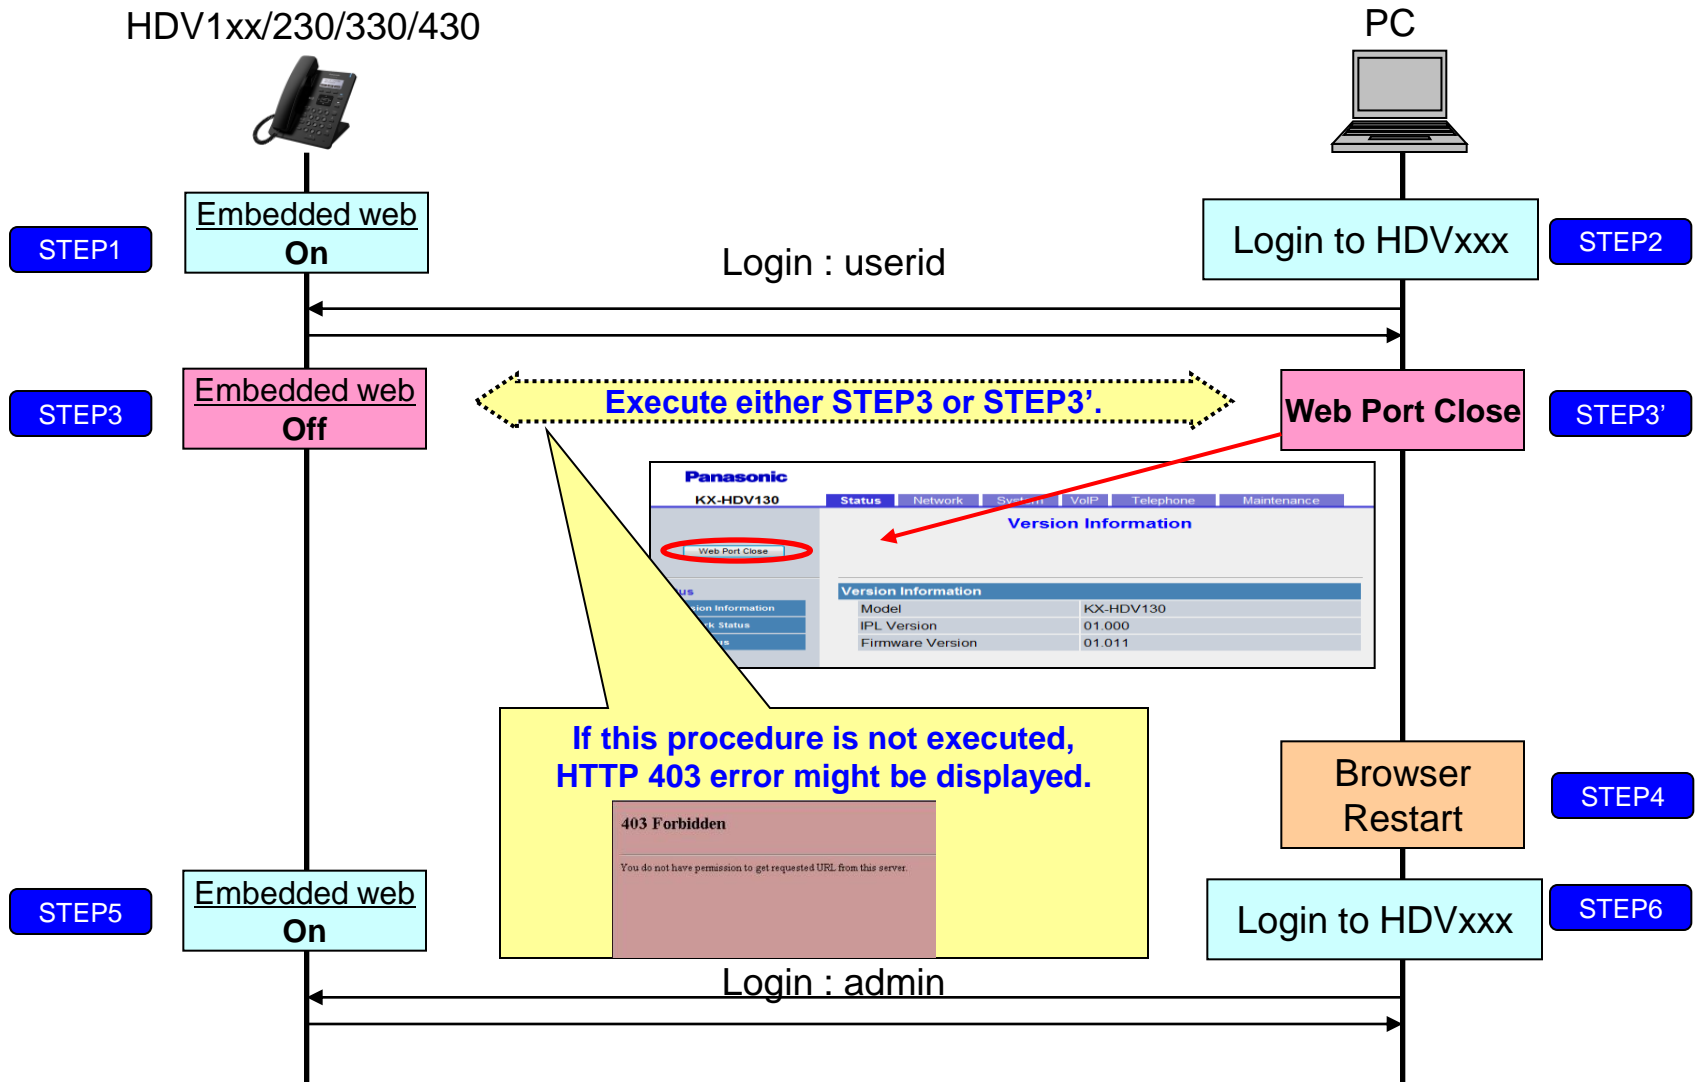 HDV1xx/230/330/430
PC
Embedded web
On
STEP1
Login to HDVxxx
STEP2
Login : userid
Embedded web
Off
STEP3
Execute either STEP3 or STEP3’.
Web Port Close
STEP3’
Panasonic
KX-HDV130
Status Network System VoIP Telephone Maintenance
Version Information
Web Port Close
Version Information
Model KX-HDV130
IPL Version 01.000
Firmware Version 01.011
If this procedure is not executed,
HTTP 403 error might be displayed.
403 Forbidden
You do not have permission to get requested URL from this server.
Browser
Restart
STEP4
Embedded web
On
STEP5
Login to HDVxxx
STEP6
Login : admin